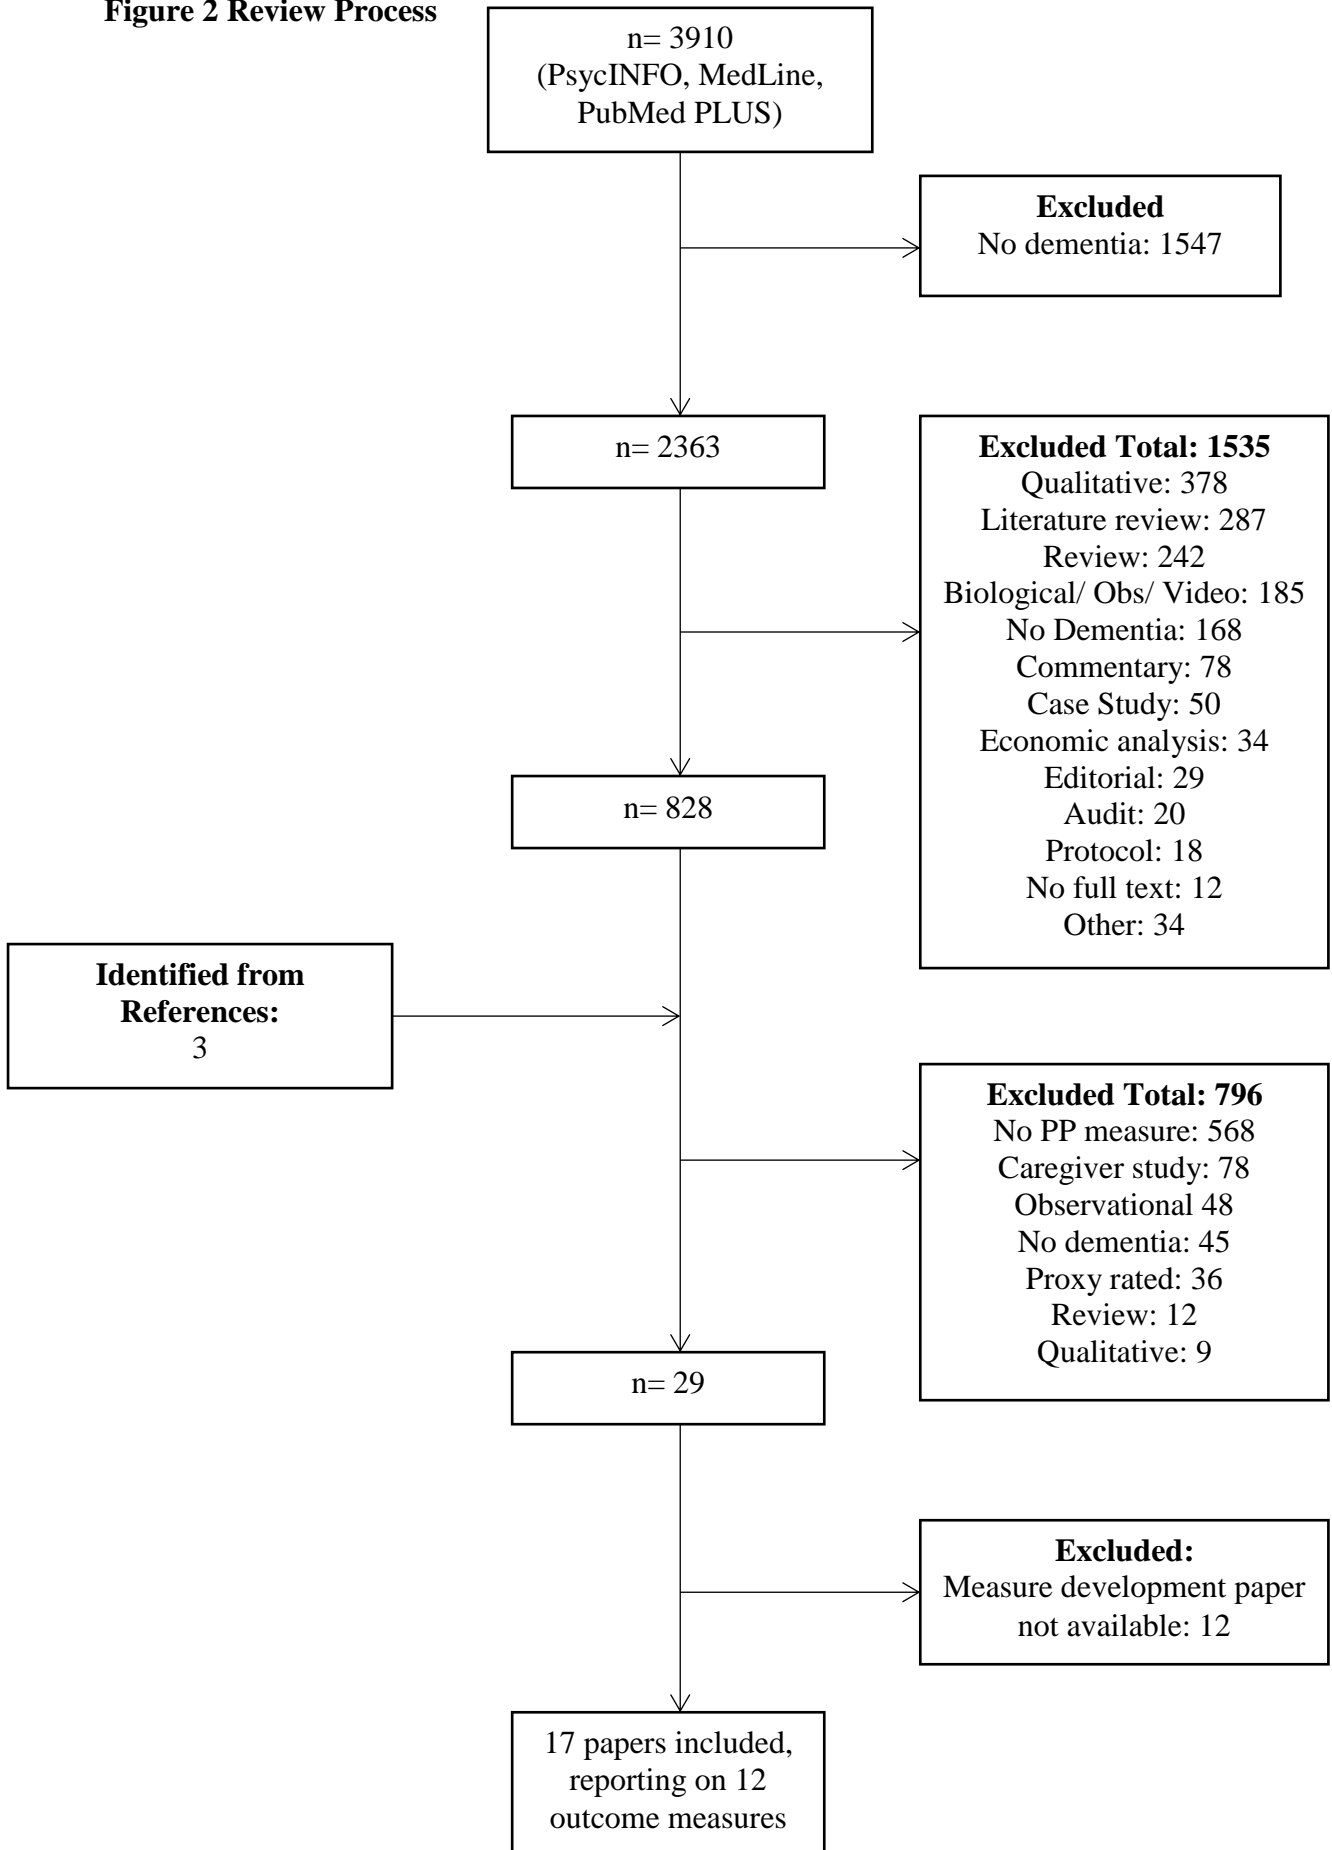 Figure 2 Review Process
n= 3910
(PsycINFO, MedLine,
PubMed PLUS)
Excluded
No dementia: 1547
n= 2363
Excluded Total: 1535
Qualitative: 378
Literature review: 287
Review: 242
Biological/ Obs/ Video: 185
No Dementia: 168
Commentary: 78
Case Study: 50
Economic analysis: 34
Editorial: 29
Audit: 20
Protocol: 18
No full text: 12
Other: 34
n= 828
Identified from
References:
3
Excluded Total: 796
No PP measure: 568
Caregiver study: 78
Observational 48
No dementia: 45
Proxy rated: 36
Review: 12
Qualitative: 9
n= 29
Excluded:
Measure development paper
not available: 12
17 papers included,
reporting on 12
outcome measures